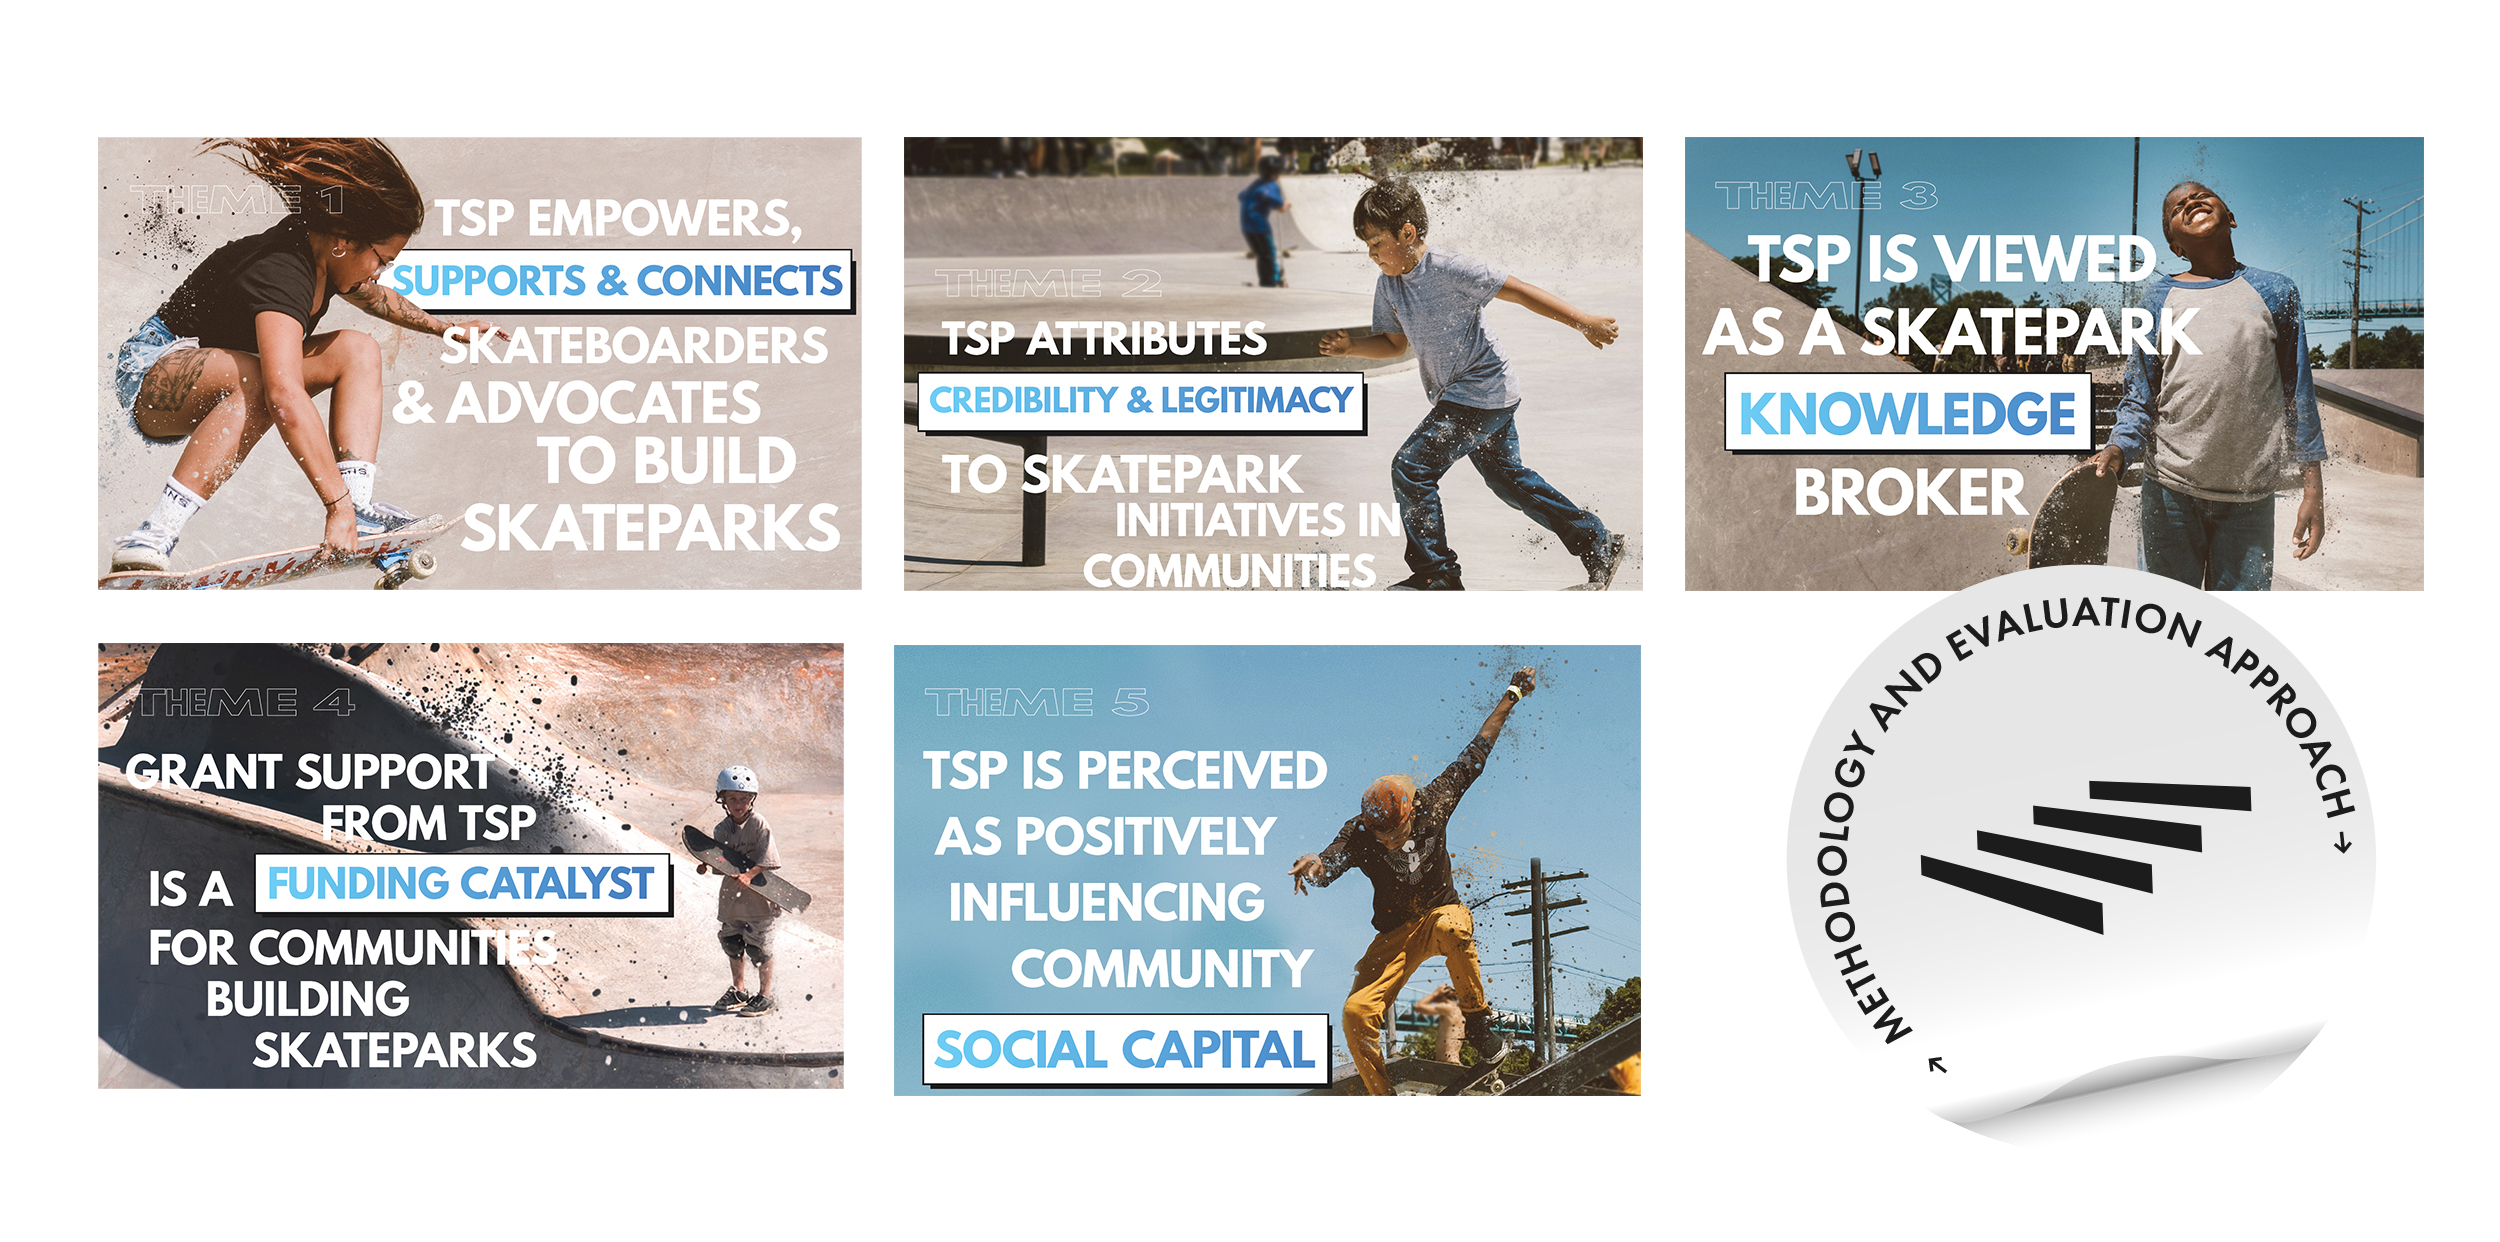 THEME 1
TSP EMPOWERS,
SUPPORTS & CONNECTS
SKATEBOARDERS
& ADVOCATES
TO BUILD
SKATEPARKS
THEME 2
TSP ATTRIBUTES
CREDIBILITY & LEGITIMACY
TO SKATEPARK
INITIATIVES IN
COMMUNITIES
THEME 3
TSP IS VIEWED
AS A SKATEPARK
KNOWLEDGE
BROKER
THEME 4
GRANT SUPPORT
FROM TSP
IS A FUNDING CATALYST
FOR COMMUNITIES
BUILDING
SKATEPARKS
THEME 5
TSP IS PERCEIVED
AS POSITIVELY
INFLUENCING
COMMUNITY
SOCIAL CAPITAL
METHODOLOGY AND EVALUATION APPROACH